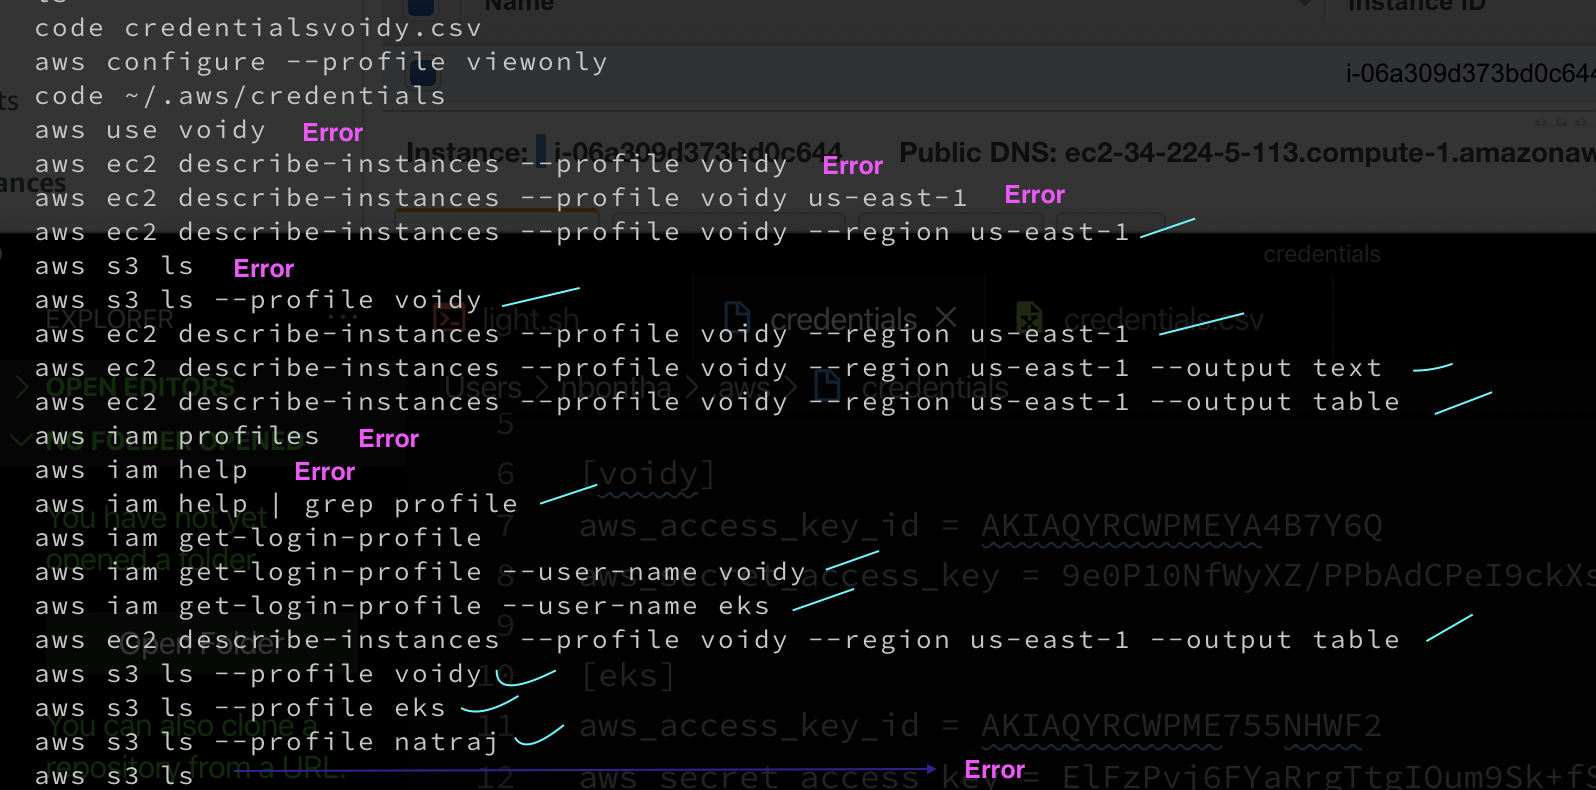 ls
Name
Instance ID
code credentialsvoidy.csv
aws configure --profile viewonly
i-06a309d373bd0c644
code ~/.aws/credentials
ts
aws use voidy Error
Instance: i-06a309d373bd0c644 Public DNS: ec2-34-224-5-113.compute-1.amazonaw
aws ec2 describe-instances --profile voidy Error
ances
aws ec2 describe-instances --profile voidy us-east-1 Error
aws ec2 describe-instances --profile voidy --region us-east-1
credentials
aws s3 ls Error
aws s3 ls --profile voidy
EXPLORER
light.sh credentials credentials.csv
aws ec2 describe-instances --profile voidy --region us-east-1
aws ec2 describe-instances --profile voidy --region us-east-1 --output text
OPEN EDITORS
Users > nbontha > .aws > credentials
aws ec2 describe-instances --profile voidy --region us-east-1 --output table
5
aws iam profiles Error
NO FOLDER OPENED
aws iam help Error
6 [voidy]
aws iam help | grep profile
You have not yet
7 aws_access_key_id = AKIAQYRCWPMEYA4B7Y6Q
aws iam get-login-profile
opened a folder.
aws iam get-login-profile --user-name voidy
8 aws_secret_access_key = 9e0P10NfWyXZ/PPbAdCPeI9ckXs
aws iam get-login-profile --user-name eks
9
aws ec2 describe-instances --profile voidy --region us-east-1 --output table
Open Folder
aws s3 ls --profile voidy
10 [eks]
aws s3 ls --profile eks
You can also clone a
11 aws_access_key_id = AKIAQYRCWPME755NHWF2
aws s3 ls --profile natraj
repository from a URL.
aws s3 ls Error
12 aws_secret_access_key = ElFzPvj6FYaRrgTtgIOum9Sk+fS